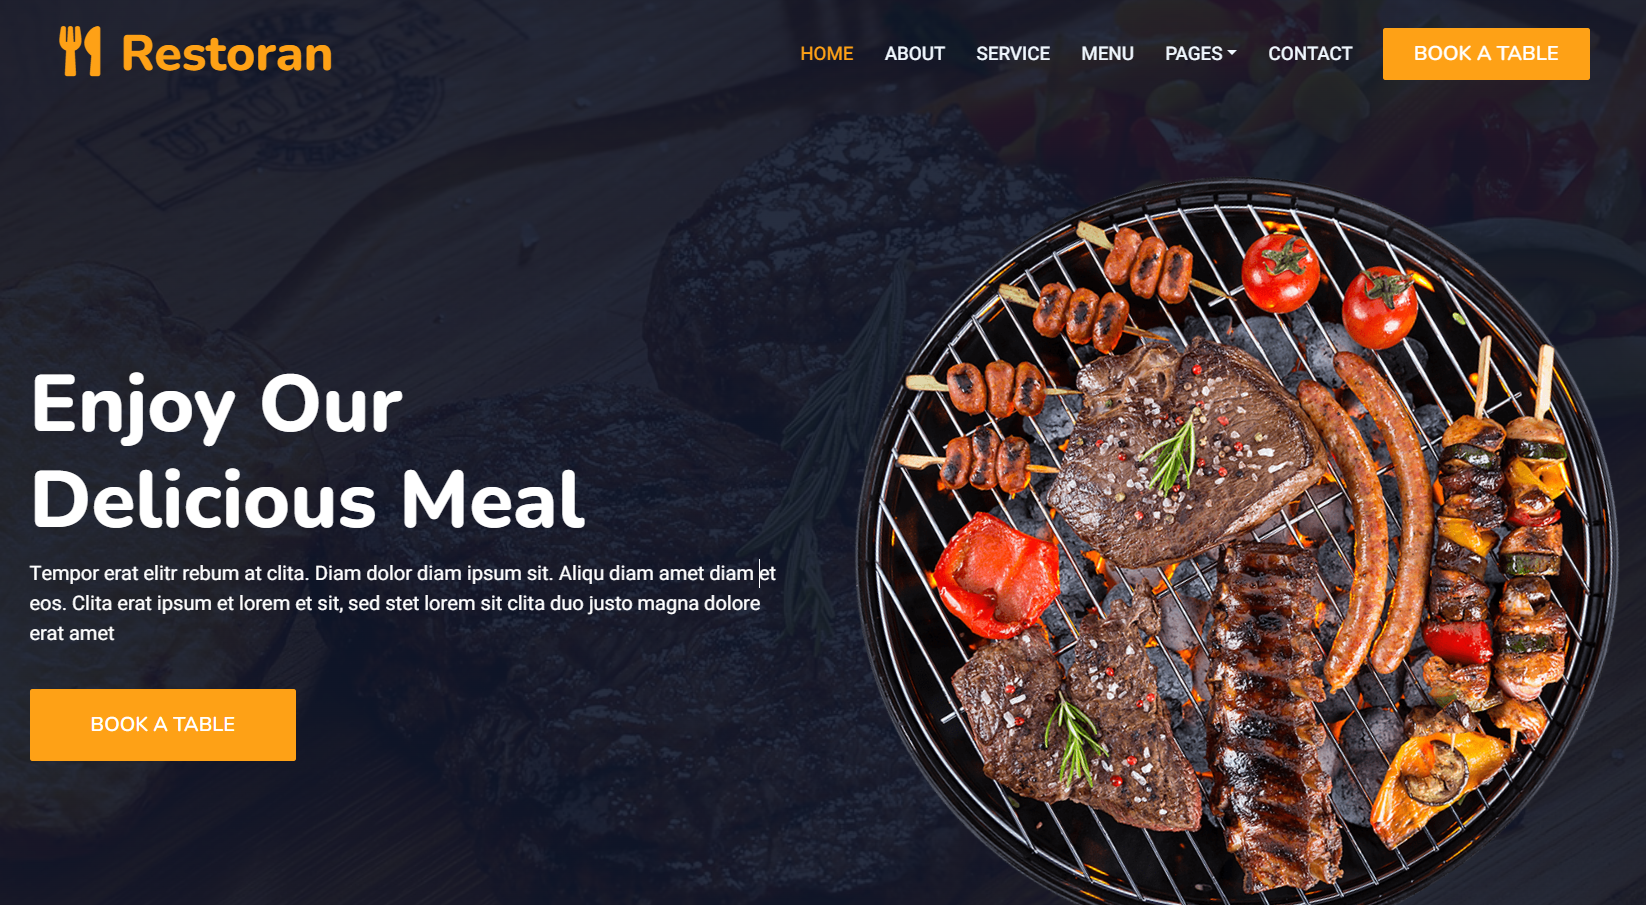 Restoran
HOME ABOUT SERVICE MENU PAGES CONTACT BOOK A TABLE
Enjoy Our
Delicious Meal
Tempor erat elitr rebum at clita. Diam dolor diam ipsum sit. Aliqu diam amet diam et
eos. Clita erat ipsum et lorem et sit, sed stet lorem sit clita duo justo magna dolore
erat amet
BOOK A TABLE